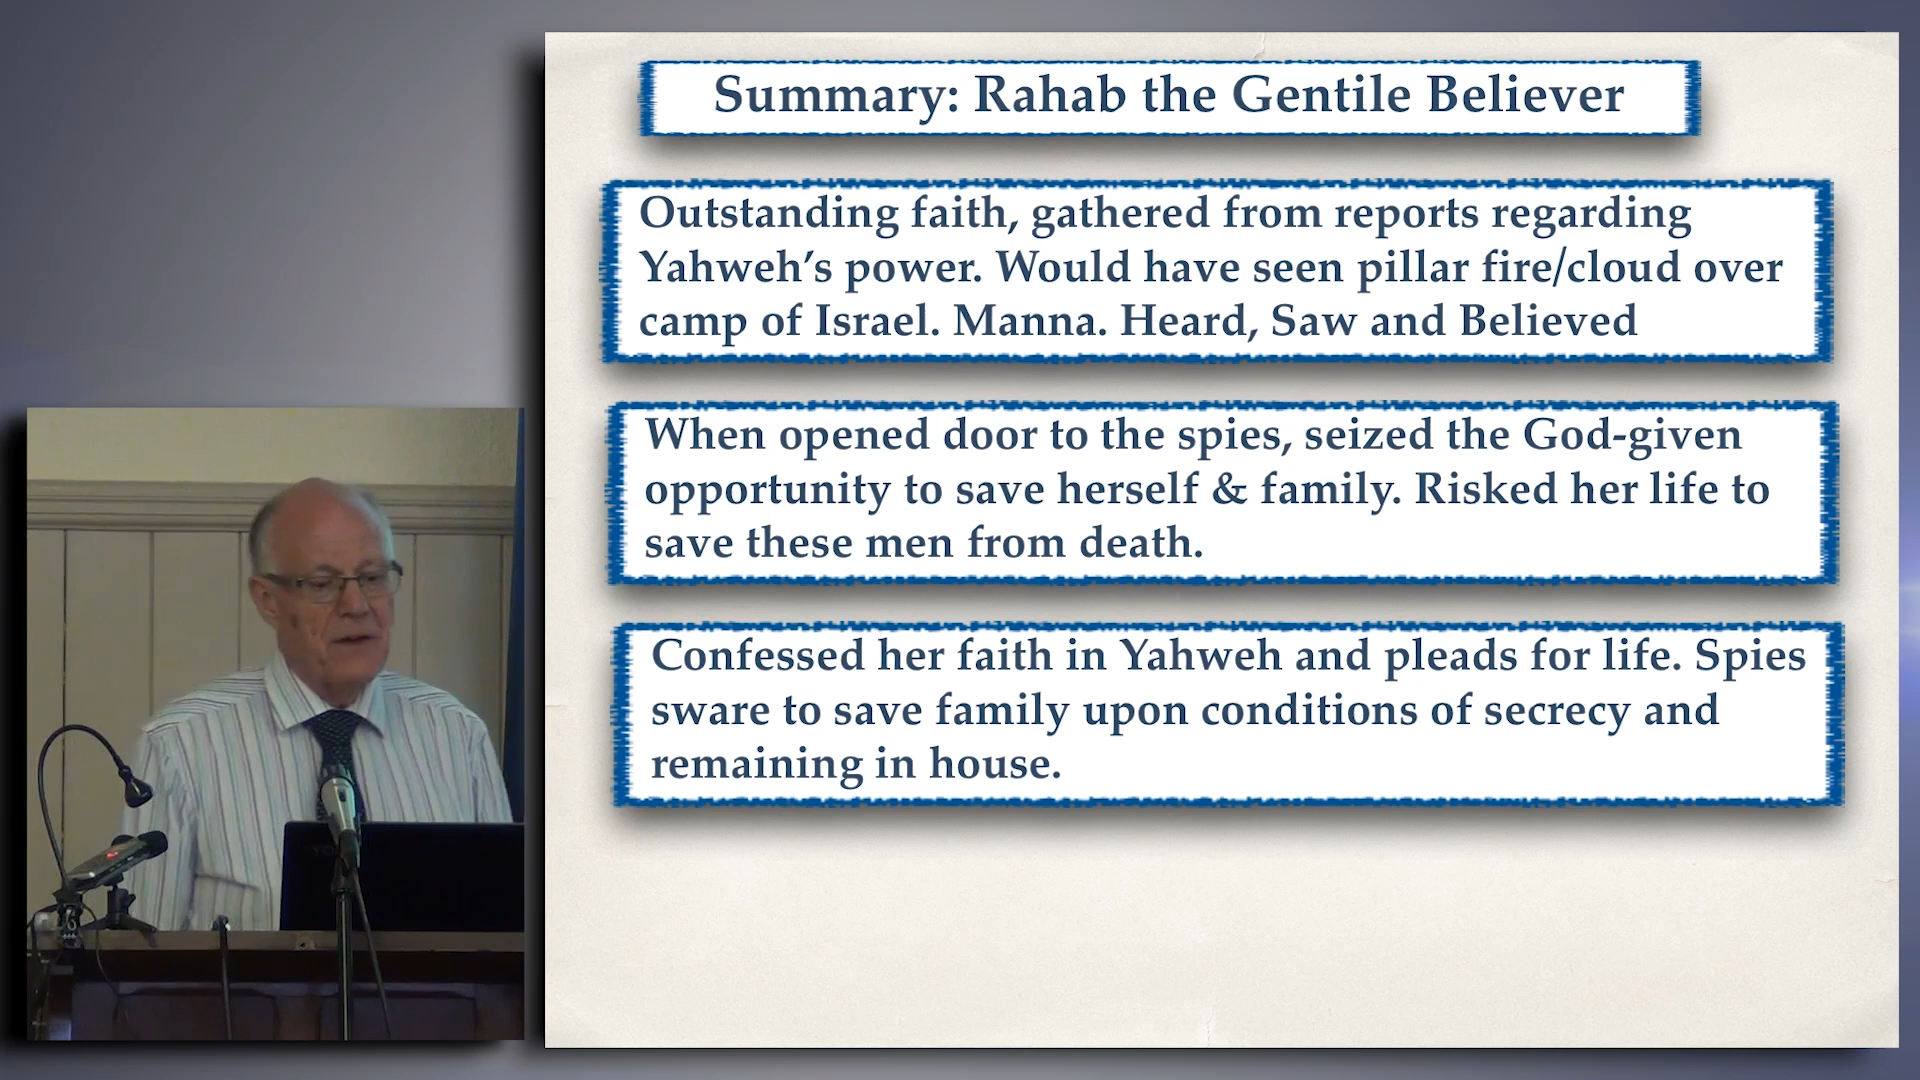 Summary: Rahab the Gentile Believer
Outstanding faith, gathered from reports regarding
Yahweh’s power. Would have seen pillar fire/cloud over
camp of Israel. Manna. Heard, Saw and Believed
When opened door to the spies, seized the God-given
opportunity to save herself & family. Risked her life to
save these men from death.
Confessed her faith in Yahweh and pleads for life. Spies
sware to save family upon conditions of secrecy and
remaining in house.